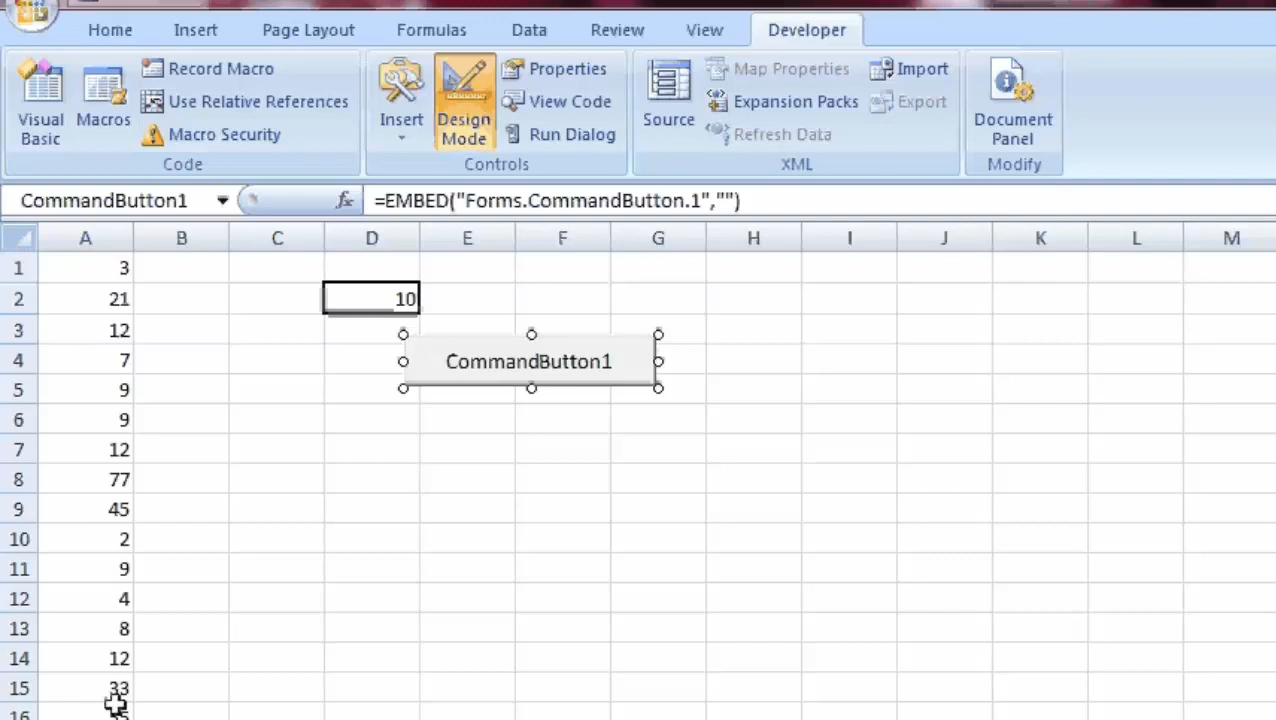 Home Insert Page Layout Formulas Data Review View Developer
Record Macro Properties Map Properties Import
Use Relative References View Code Expansion Packs Export
Visual Basic Macros Macro Security Insert Design Mode Run Dialog Source Refresh Data Document Panel
Code Controls XML Modify
CommandButton1 fx =EMBED("Forms.CommandButton.1","")
A B C D E F G H I J K L M
1 3
2 21 10
3 12
4 7 CommandButton1
5 9
6 9
7 12
8 77
9 45
10 2
11 9
12 4
13 8
14 12
15 33
16